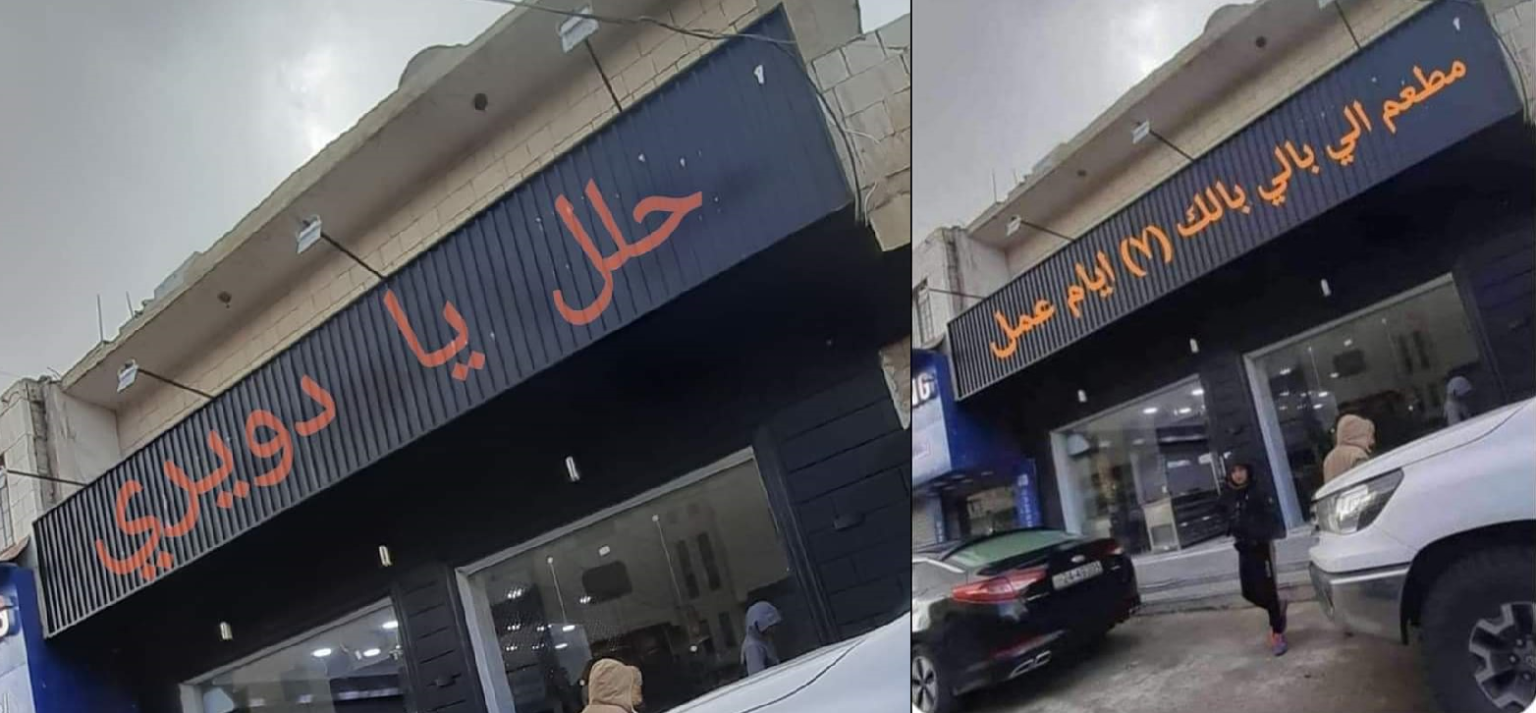 حلل يا دويري
مطعم الي بالي بالك (٧) ايام عمل